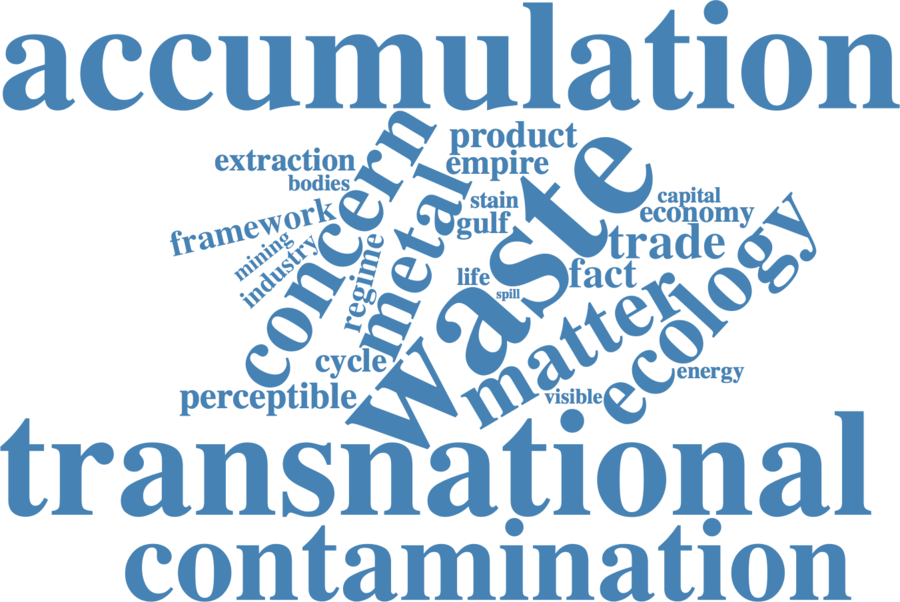 accumulation
concern
product
extraction
empire
bodies
metal
waste
stain
capital
framework
gulf
economy
mining
trade
industry
regime
life
fact
spill
matter
ecology
cycle
energy
perceptible
visible
transnational
contamination